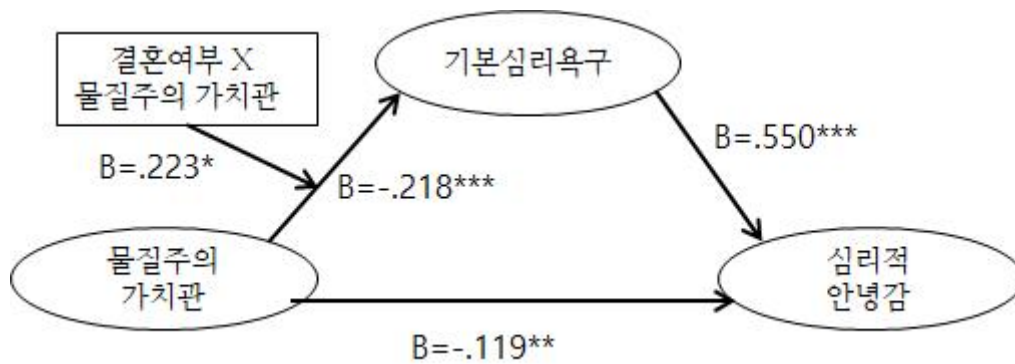 결혼여부 X
물질주의 가치관
기본심리욕구
B=.223*
B=-.218***
B=.550***
물질주의
가치관
심리적
안녕감
B=-.119**